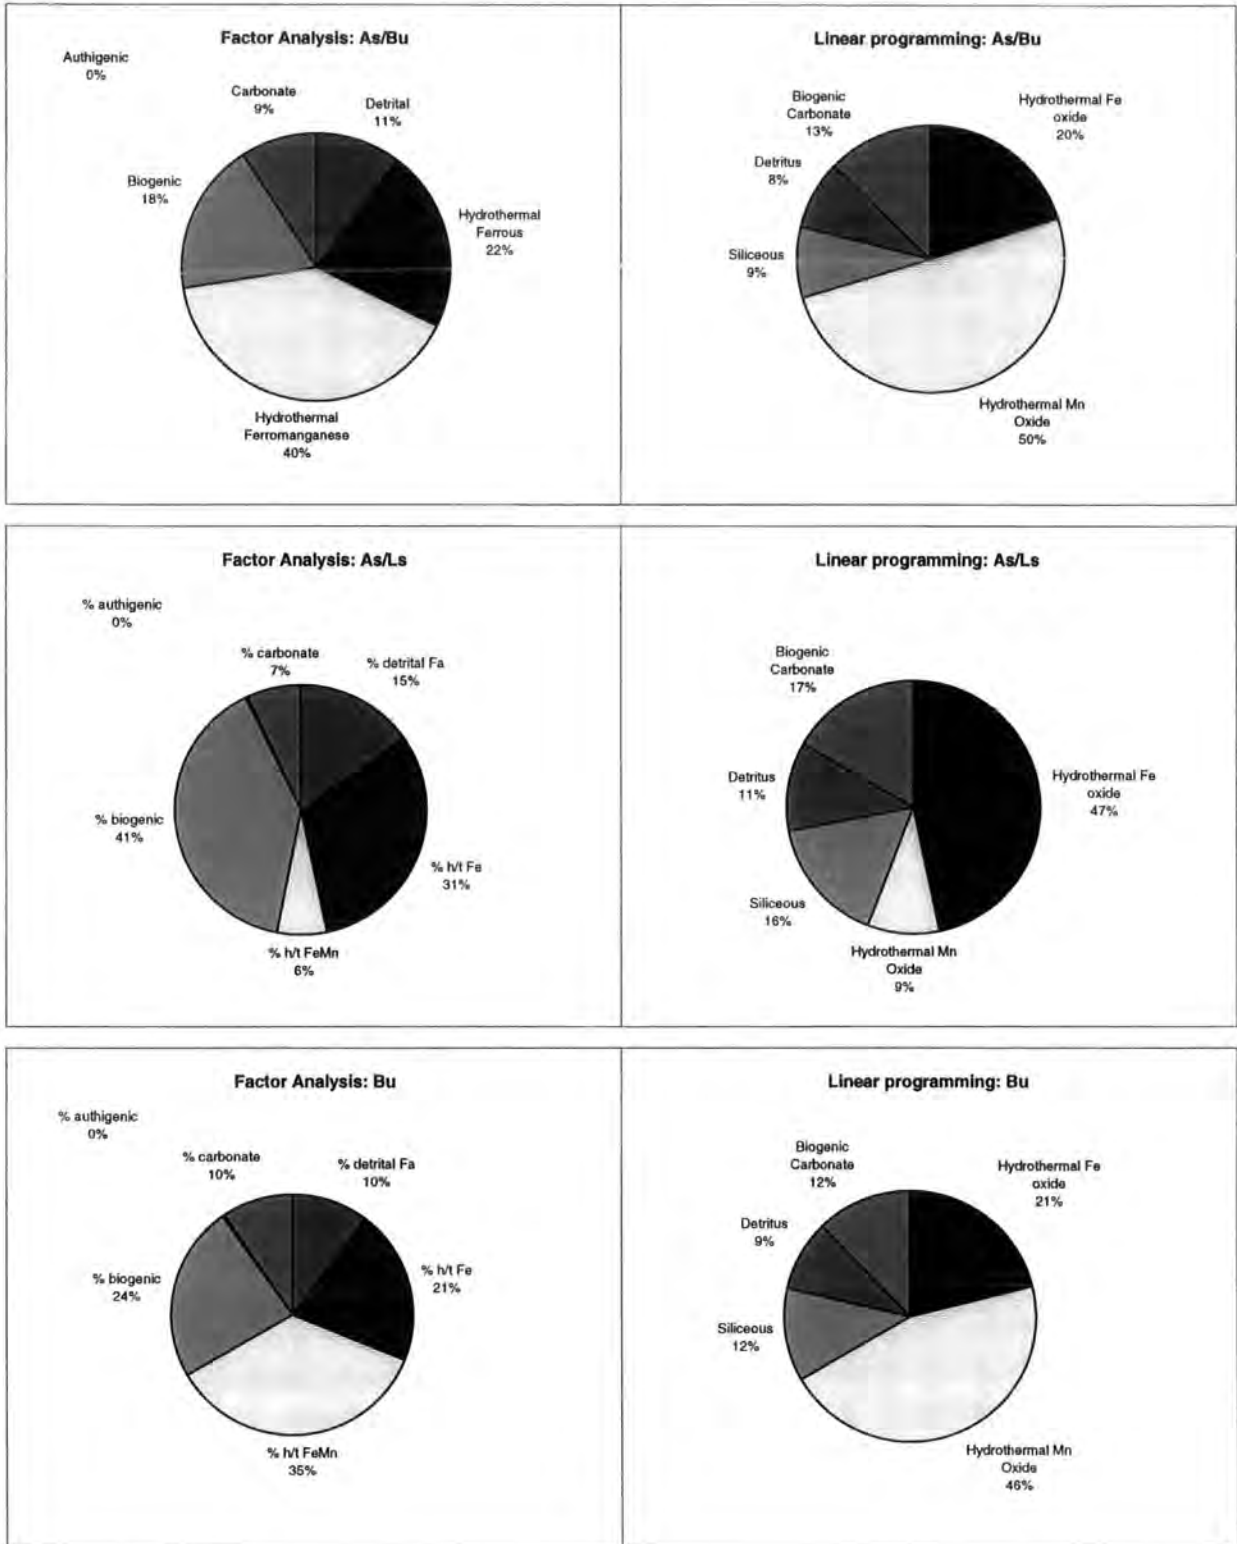 Factor Analysis: As/Bu
Authigenic
0%
Carbonate
9%
Detrital
11%
Biogenic
18%
Hydrothermal
Ferrous
22%
Hydrothermal
Ferromanganese
40%
Linear programming: As/Bu
Biogenic
Carbonate
13%
Hydrothermal Fe
oxide
20%
Detritus
8%
Siliceous
9%
Hydrothermal Mn
Oxide
50%
Factor Analysis: As/Ls
% authigenic
0%
% carbonate
7%
% detrital Fa
15%
% biogenic
41%
% h/t Fe
31%
% h/t FeMn
6%
Linear programming: As/Ls
Biogenic
Carbonate
17%
Detritus
11%
Hydrothermal Fe
oxide
47%
Siliceous
16%
Hydrothermal Mn
Oxide
9%
Factor Analysis: Bu
% authigenic
0%
% carbonate
10%
% detrital Fa
10%
% biogenic
24%
% h/t Fe
21%
% h/t FeMn
35%
Linear programming: Bu
Biogenic
Carbonate
12%
Hydrothermal Fe
oxide
21%
Detritus
9%
Siliceous
12%
Hydrothermal Mn
Oxide
46%